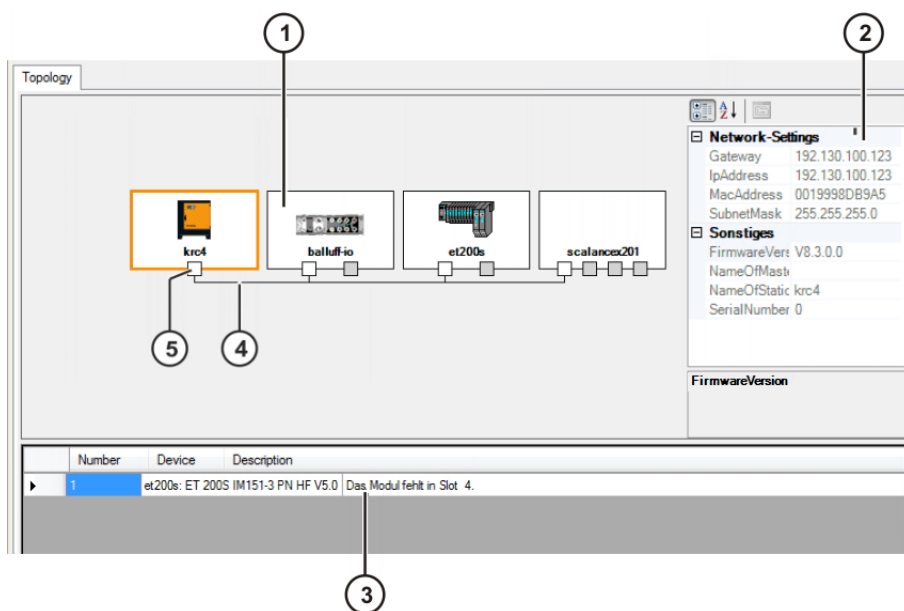 1
2
Topology
Network-Settings
Gateway 192.130.100.123
IpAddress 192.130.100.123
MacAddress 0019998DB9A5
SubnetMask 255.255.255.0
Sonstiges
FirmwareVers V8.3.0.0
NameOfMaste
NameOfStatic krc4
SerialNumber 0
krc4 balluff-io et200s scalancex201
5 4
FirmwareVersion
Number Device Description
1 et200s: ET 200S IM151-3 PN HF V5.0 Das Modul fehlt in Slot 4.
3